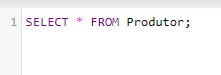 1 SELECT * FROM Produtor;